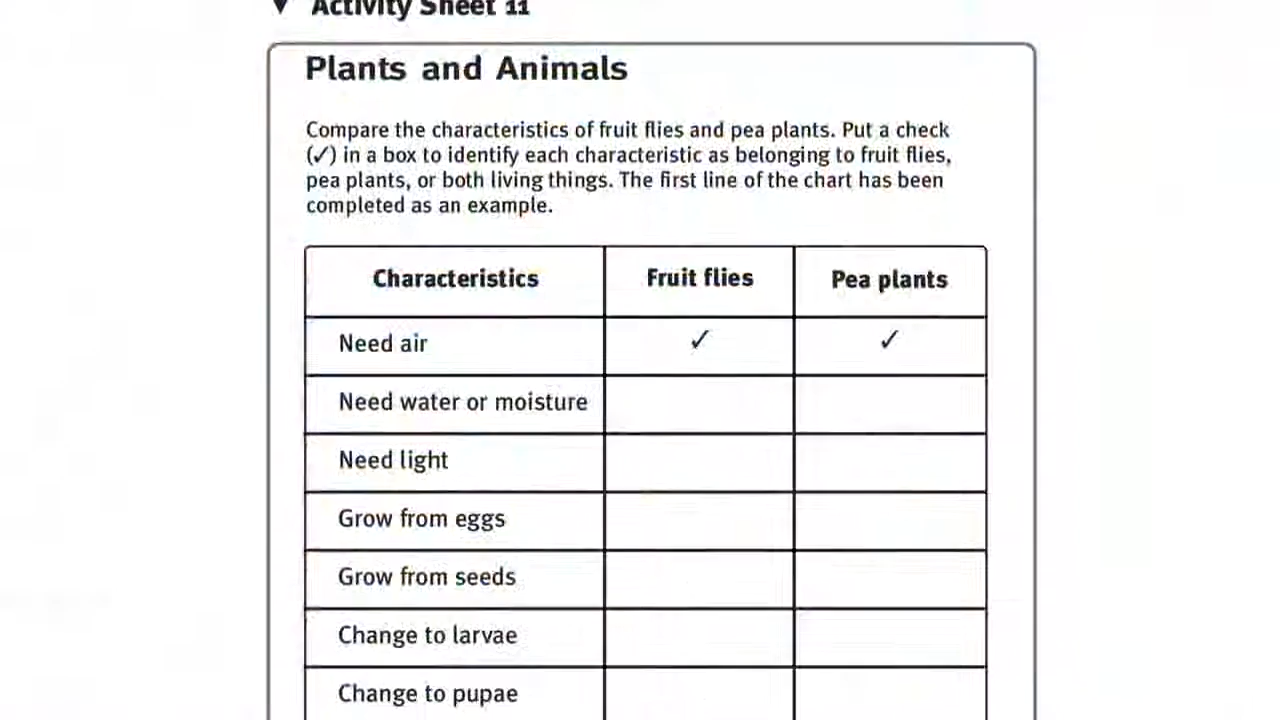 ▼ Activity Sheet 11
Plants and Animals
Compare the characteristics of fruit flies and pea plants. Put a check
(✓) in a box to identify each characteristic as belonging to fruit flies,
pea plants, or both living things. The first line of the chart has been
completed as an example.
Characteristics Fruit flies Pea plants
Need air ✓ ✓
Need water or moisture
Need light
Grow from eggs
Grow from seeds
Change to larvae
Change to pupae